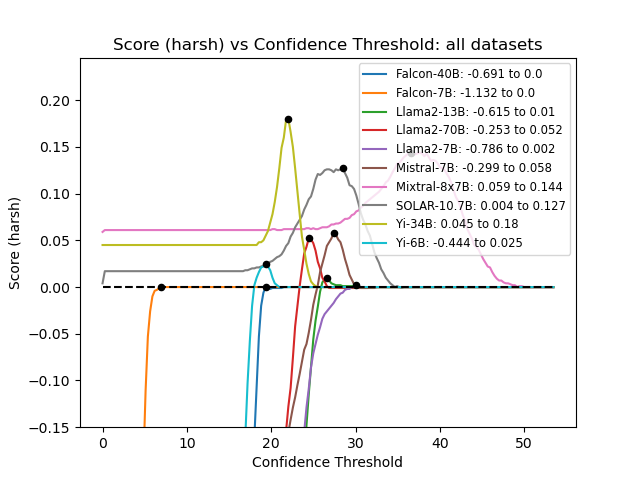 Score (harsh) vs Confidence Threshold: all datasets
Score (harsh)
0.20
0.15
0.10
0.05
0.00
−0.05
−0.10
−0.15
Falcon-40B: -0.691 to 0.0
Falcon-7B: -1.132 to 0.0
Llama2-13B: -0.615 to 0.01
Llama2-70B: -0.253 to 0.052
Llama2-7B: -0.786 to 0.002
Mistral-7B: -0.299 to 0.058
Mixtral-8x7B: 0.059 to 0.144
SOLAR-10.7B: 0.004 to 0.127
Yi-34B: 0.045 to 0.18
Yi-6B: -0.444 to 0.025
0 10 20 30 40 50
Confidence Threshold